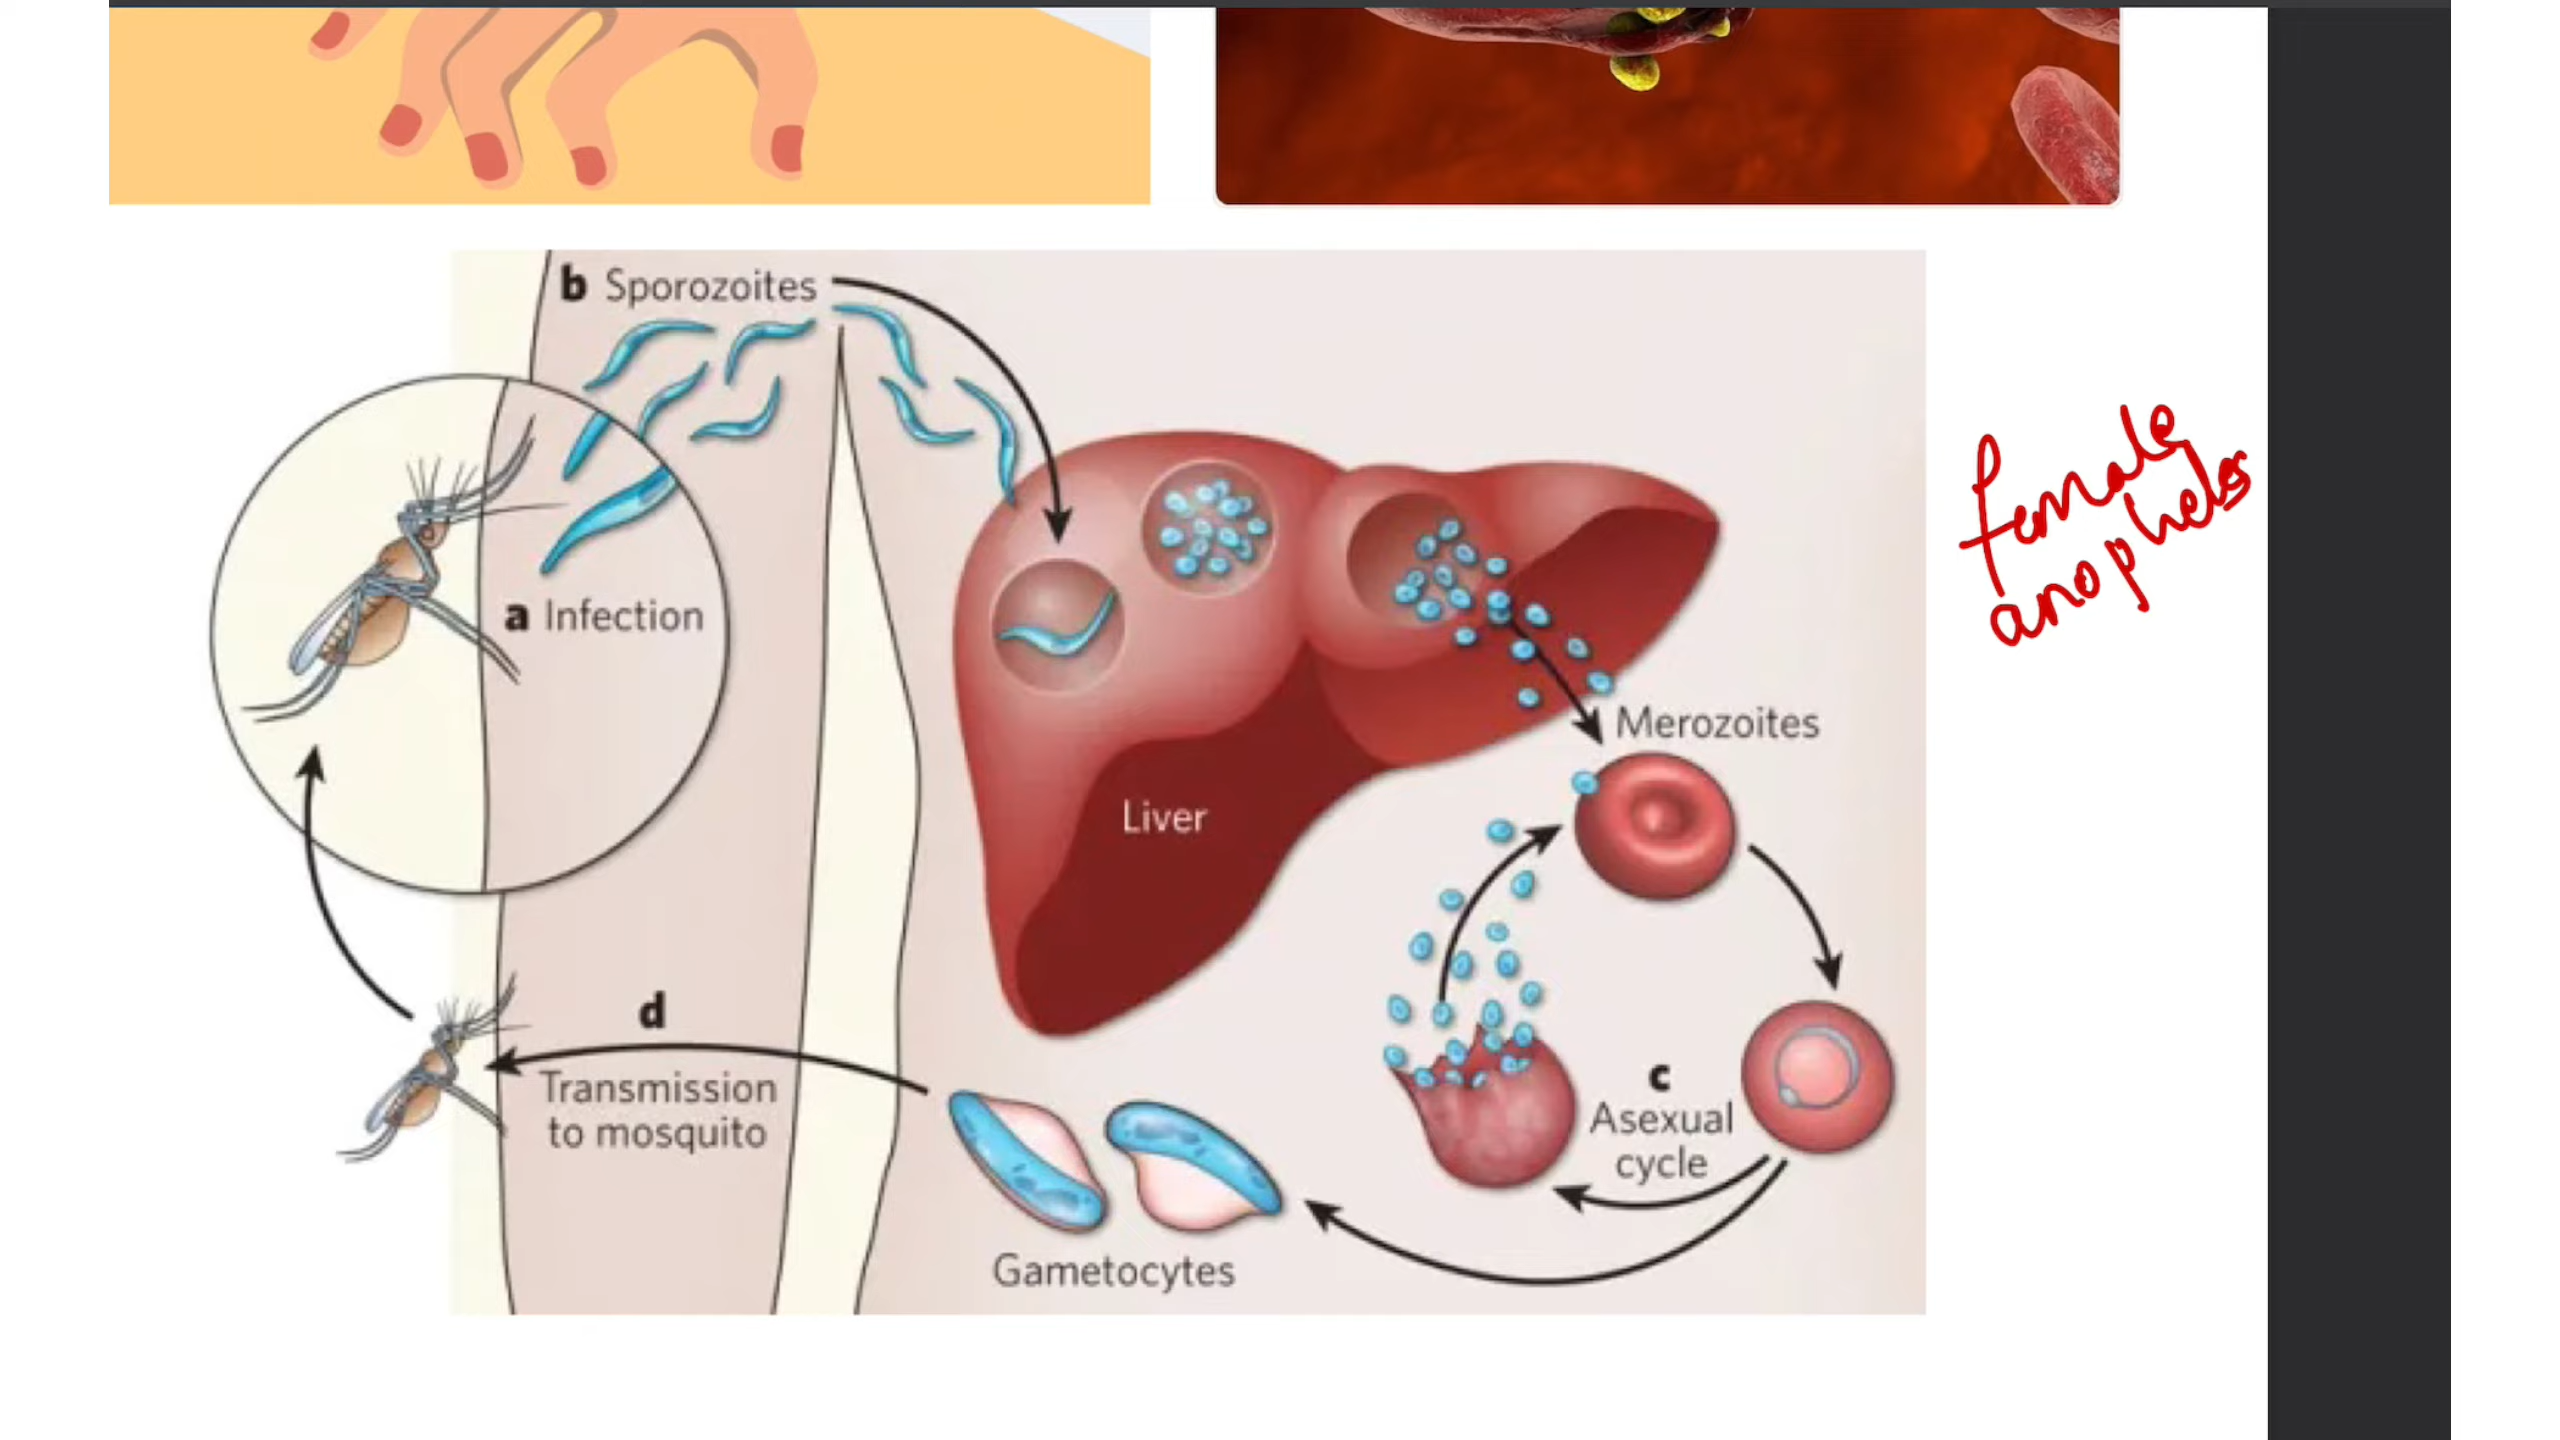 b Sporozoites
a Infection
female
anopheles
Merozoites
Liver
d
Transmission
to mosquito
c
Asexual
cycle
Gametocytes